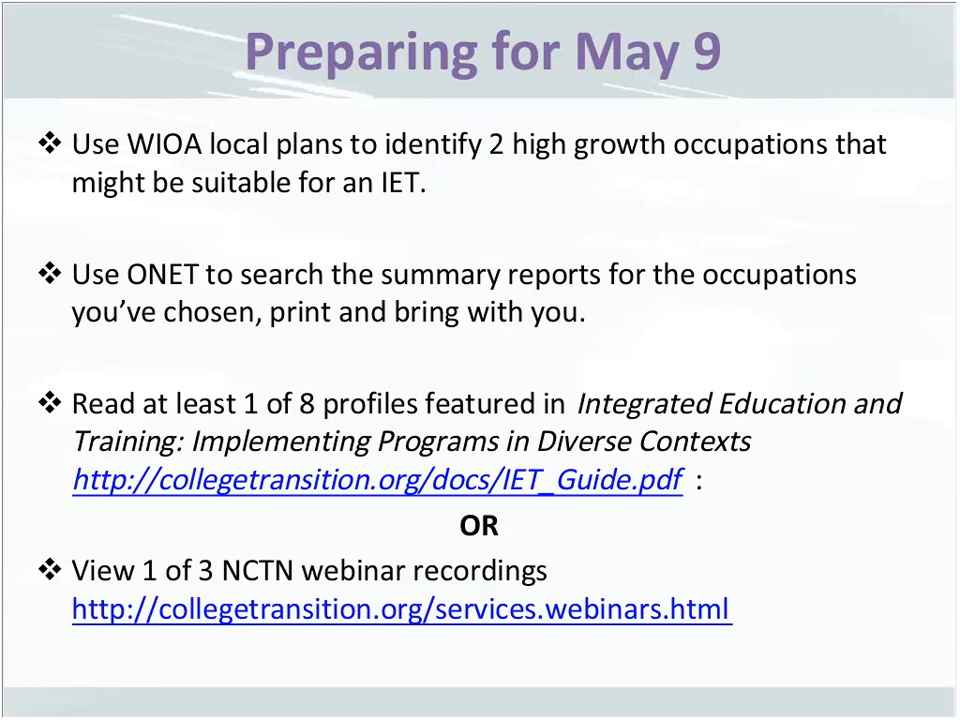 Preparing for May 9
❖ Use WIOA local plans to identify 2 high growth occupations that
might be suitable for an IET.
❖ Use ONET to search the summary reports for the occupations
you’ve chosen, print and bring with you.
❖ Read at least 1 of 8 profiles featured in Integrated Education and
Training: Implementing Programs in Diverse Contexts
http://collegetransition.org/docs/IET_Guide.pdf :
OR
❖ View 1 of 3 NCTN webinar recordings
http://collegetransition.org/services.webinars.html